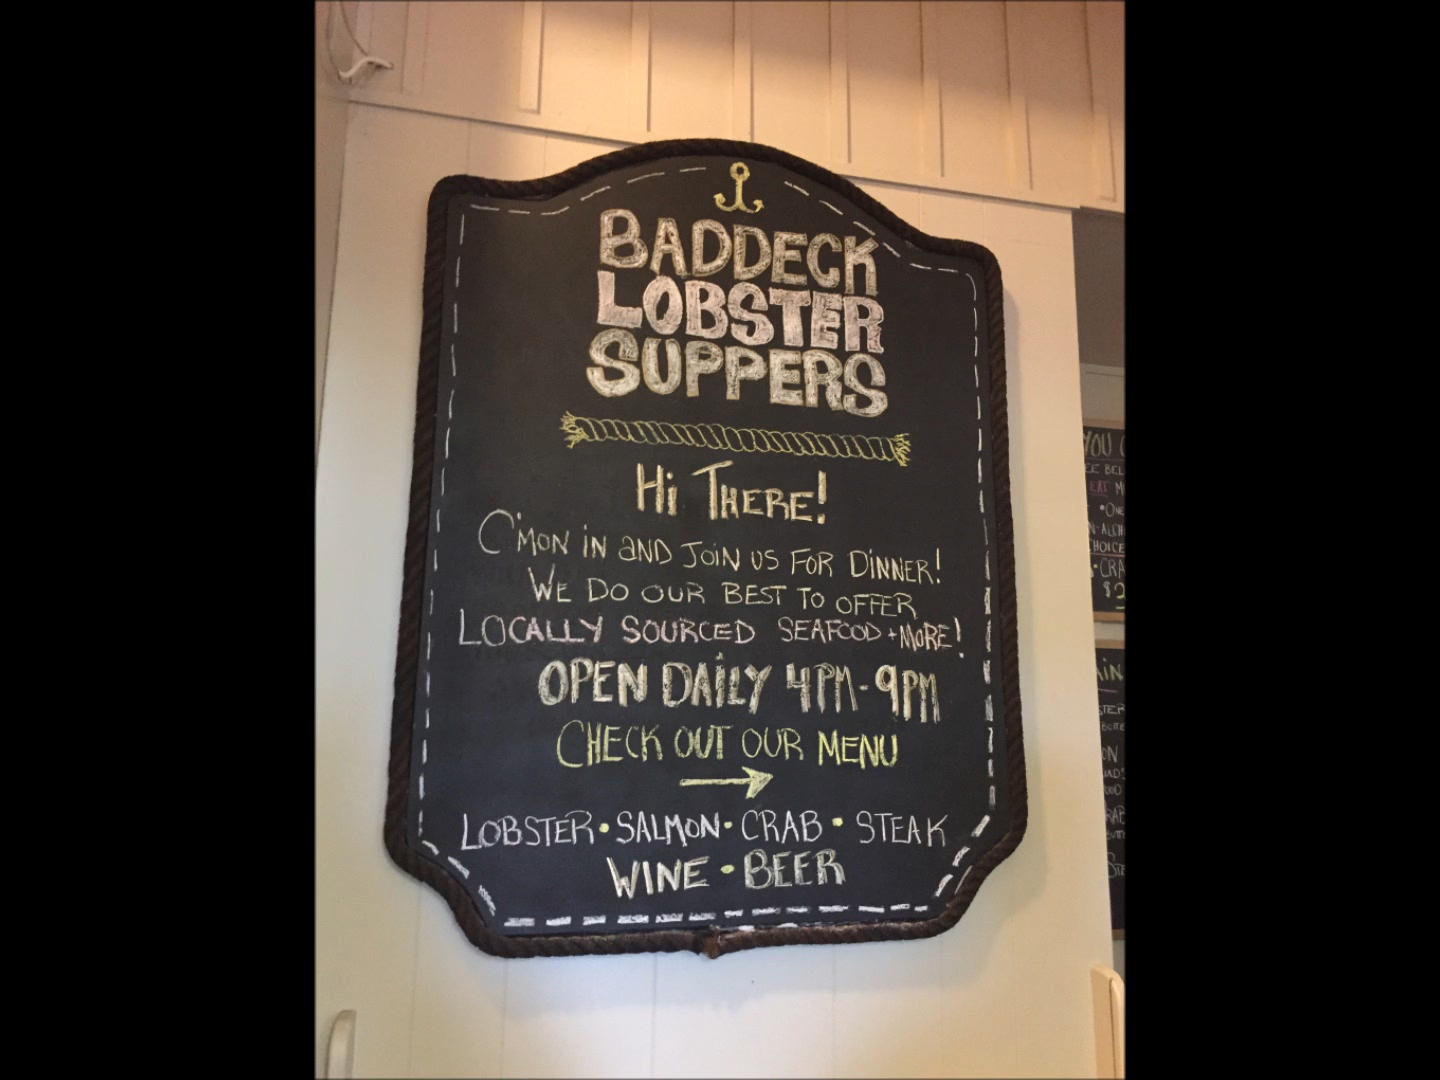 BADDECK
LOBSTER
SUPPERS
Hi THERE!
C'MON IN AND JOIN US FOR DINNER!
WE DO OUR BEST TO OFFER
LOCALLY SOURCED SEAFOOD + MORE!
OPEN DAILY 4PM-9PM
CHECK OUT OUR MENU
LOBSTER • SALMON • CRAB • STEAK
WINE • BEER
YOU